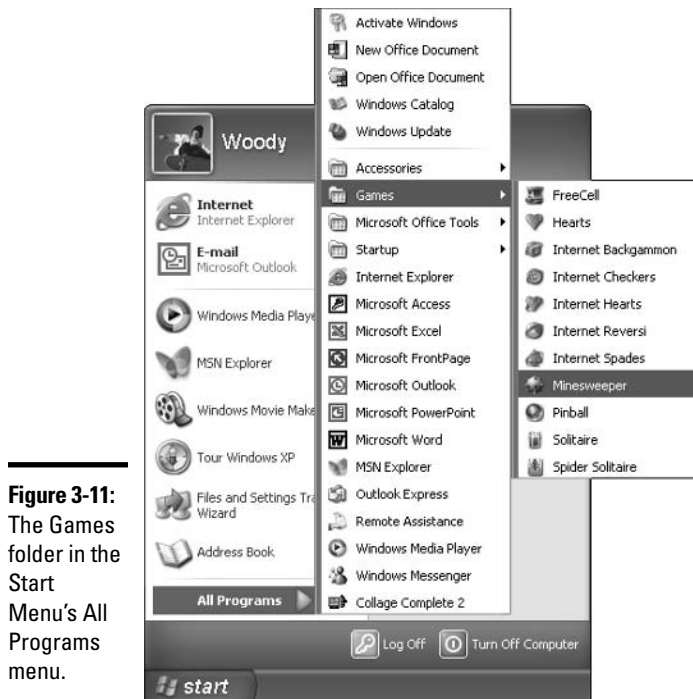 Woody
Internet
Internet Explorer
E-mail
Microsoft Outlook
Windows Media Playe
MSN Explorer
Windows Movie Make
Tour Windows XP
Files and Settings Tra
Wizard
Address Book
All Programs
Activate Windows
New Office Document
Open Office Document
Windows Catalog
Windows Update
Accessories
Games
Microsoft Office Tools
Startup
Internet Explorer
Microsoft Access
Microsoft Excel
Microsoft FrontPage
Microsoft Outlook
Microsoft PowerPoint
Microsoft Word
MSN Explorer
Outlook Express
Remote Assistance
Windows Media Player
Windows Messenger
Collage Complete 2
FreeCell
Hearts
Internet Backgammon
Internet Checkers
Internet Hearts
Internet Reversi
Internet Spades
Minesweeper
Pinball
Solitaire
Spider Solitaire
Log Off
Turn Off Computer
start
Figure 3-11:
The Games
folder in the
Start
Menu's All
Programs
menu.